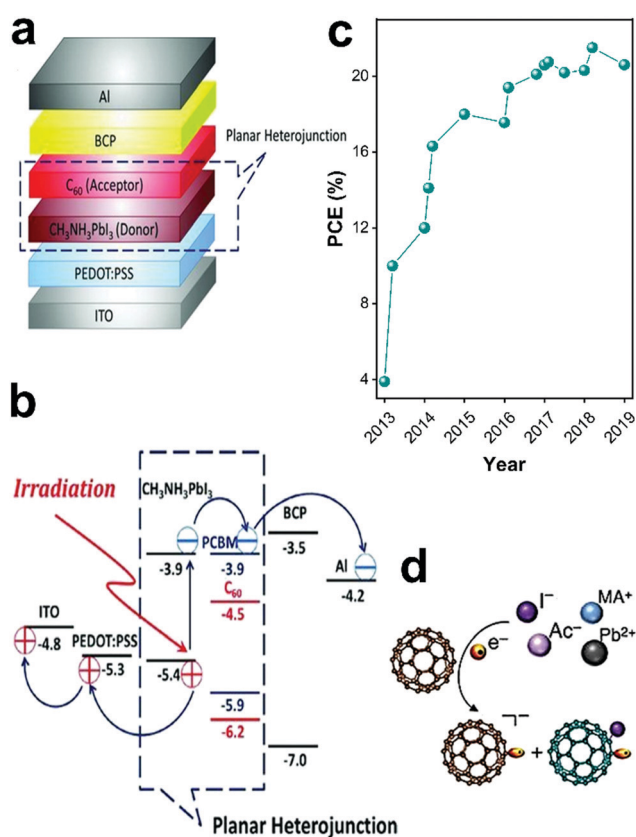 a
Al
BCP
C₆₀ (Acceptor)
CH₃NH₃PbI₃ (Donor)
PEDOT:PSS
ITO
Planar Heterojunction
b
Irradiation
CH₃NH₃PbI₃
PCBM
BCP
-3.9
-3.9
-3.5
Al
-4.2
C₆₀
-4.5
ITO
-4.8
PEDOT:PSS
-5.3
-5.4
-5.9
-6.2
-7.0
Planar Heterojunction
c
PCE (%)
20
16
12
8
4
2013
2014
2015
2016
2017
2018
2019
Year
d
I⁻
MA+
Ac⁻
Pb²⁺
e⁻
+